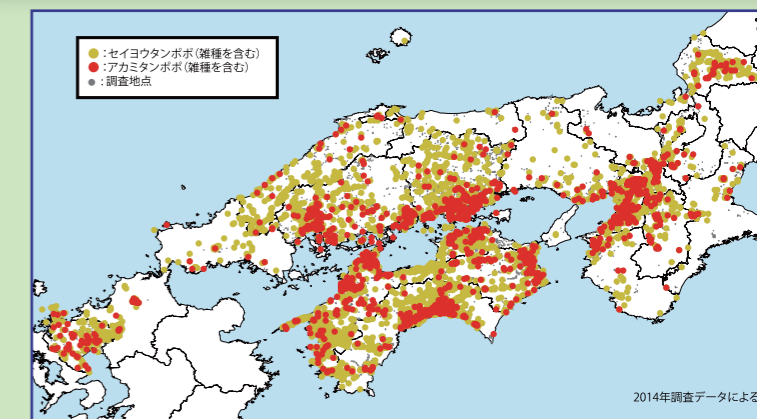 ：セイヨウタンポポ（雑種を含む）
：アカミタンポポ（雑種を含む）
：調査地点
2014年調査データによる